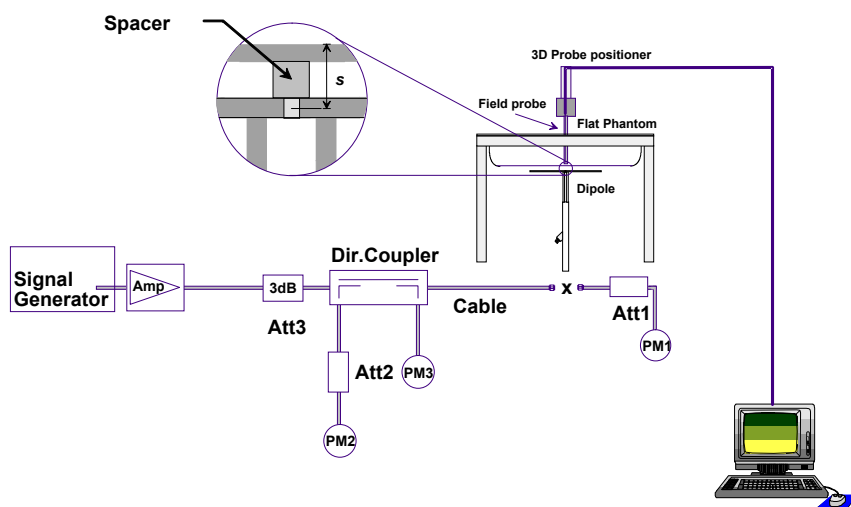 Spacer
s
3D Probe positioner
Field probe
Flat Phantom
Dipole
Signal
Generator
Amp
3dB
Att3
Dir.Coupler
Cable
x
Att1
PM1
Att2
PM3
PM2